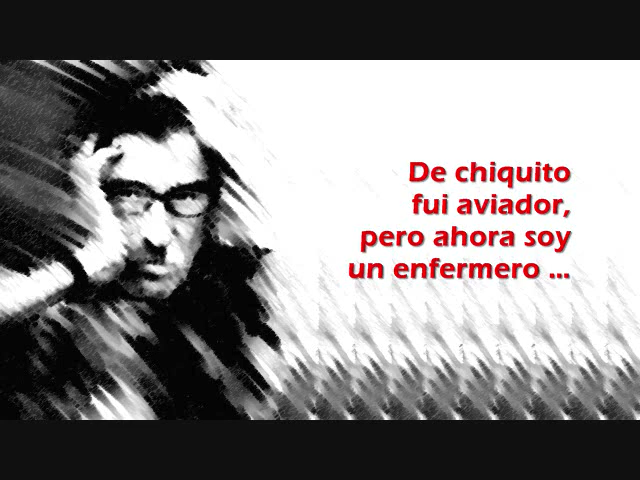 De chiquito
fui aviador,
pero ahora soy
un enfermero ...